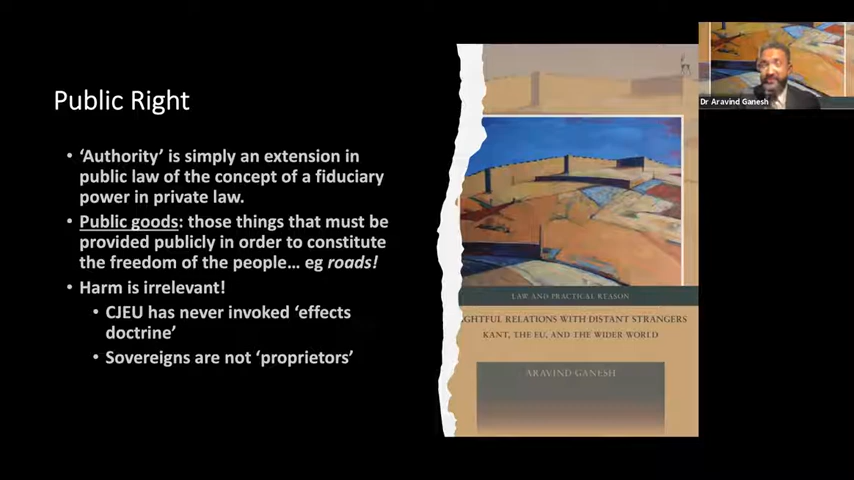 Public Right
• ‘Authority’ is simply an extension in
public law of the concept of a fiduciary
power in private law.
• Public goods: those things that must be
provided publicly in order to constitute
the freedom of the people… eg roads!
• Harm is irrelevant!
• CJEU has never invoked ‘effects
doctrine’
• Sovereigns are not ‘proprietors’
LAW AND PRACTICAL REASON
GHTFUL RELATIONS WITH DISTANT STRANGERS
KANT, THE EU, AND THE WIDER WORLD
ARAVIND GANESH
Dr Aravind Ganesh